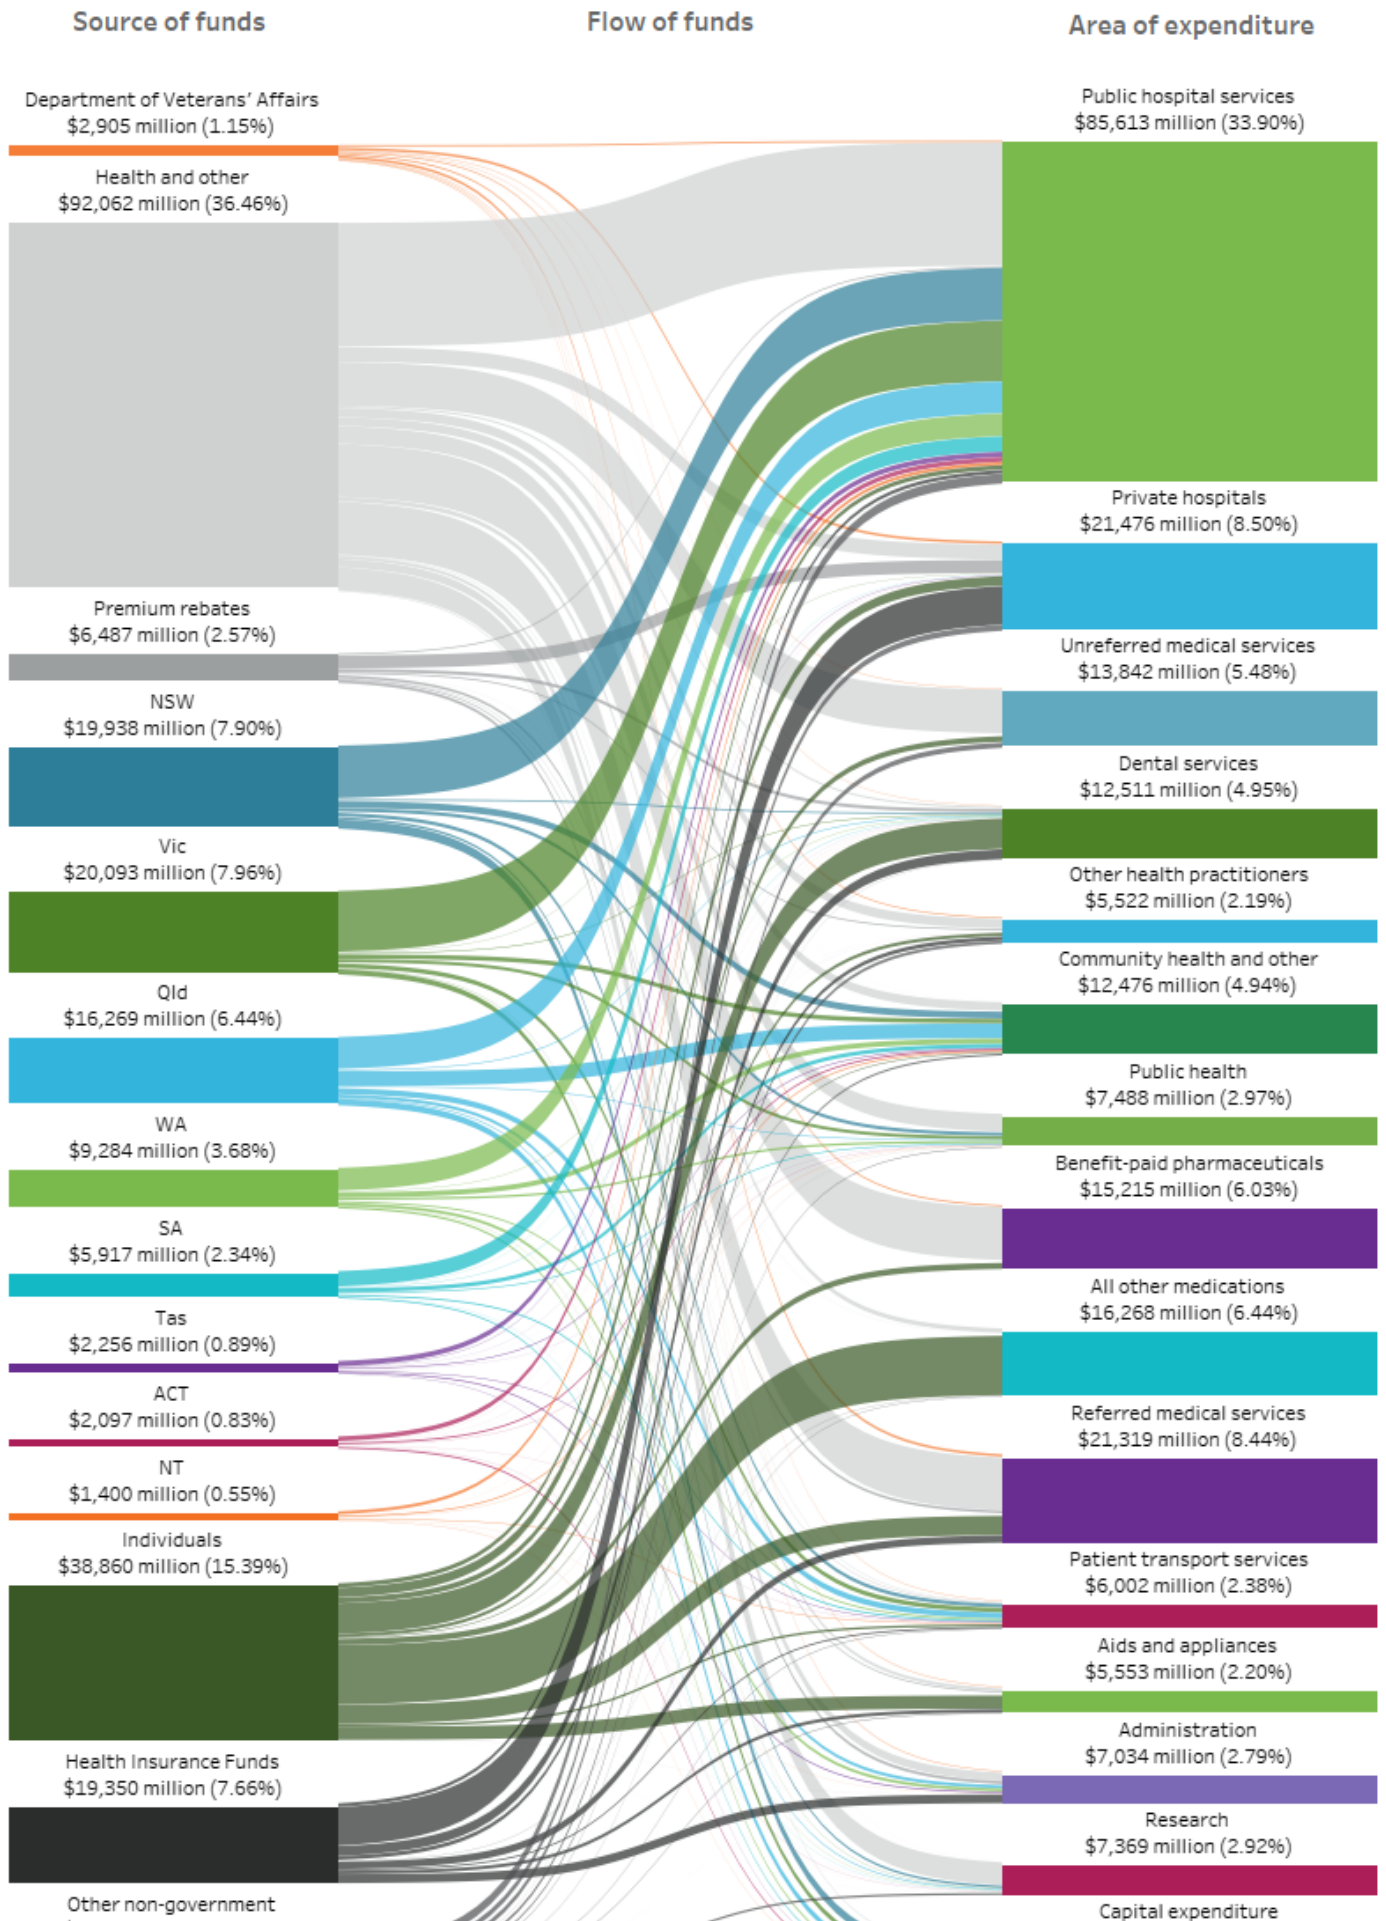 Source of funds
Flow of funds
Area of expenditure
Department of Veterans' Affairs
$2,905 million (1.15%)
Health and other
$92,062 million (36.46%)
Premium rebates
$6,487 million (2.57%)
NSW
$19,938 million (7.90%)
Vic
$20,093 million (7.96%)
Qld
$16,269 million (6.44%)
WA
$9,284 million (3.68%)
SA
$5,917 million (2.34%)
Tas
$2,256 million (0.89%)
ACT
$2,097 million (0.83%)
NT
$1,400 million (0.55%)
Individuals
$38,860 million (15.39%)
Health Insurance Funds
$19,350 million (7.66%)
Other non-government
Public hospital services
$85,613 million (33.90%)
Private hospitals
$21,476 million (8.50%)
Unreferred medical services
$13,842 million (5.48%)
Dental services
$12,511 million (4.95%)
Other health practitioners
$5,522 million (2.19%)
Community health and other
$12,476 million (4.94%)
Public health
$7,488 million (2.97%)
Benefit-paid pharmaceuticals
$15,215 million (6.03%)
All other medications
$16,268 million (6.44%)
Referred medical services
$21,319 million (8.44%)
Patient transport services
$6,002 million (2.38%)
Aids and appliances
$5,553 million (2.20%)
Administration
$7,034 million (2.79%)
Research
$7,369 million (2.92%)
Capital expenditure